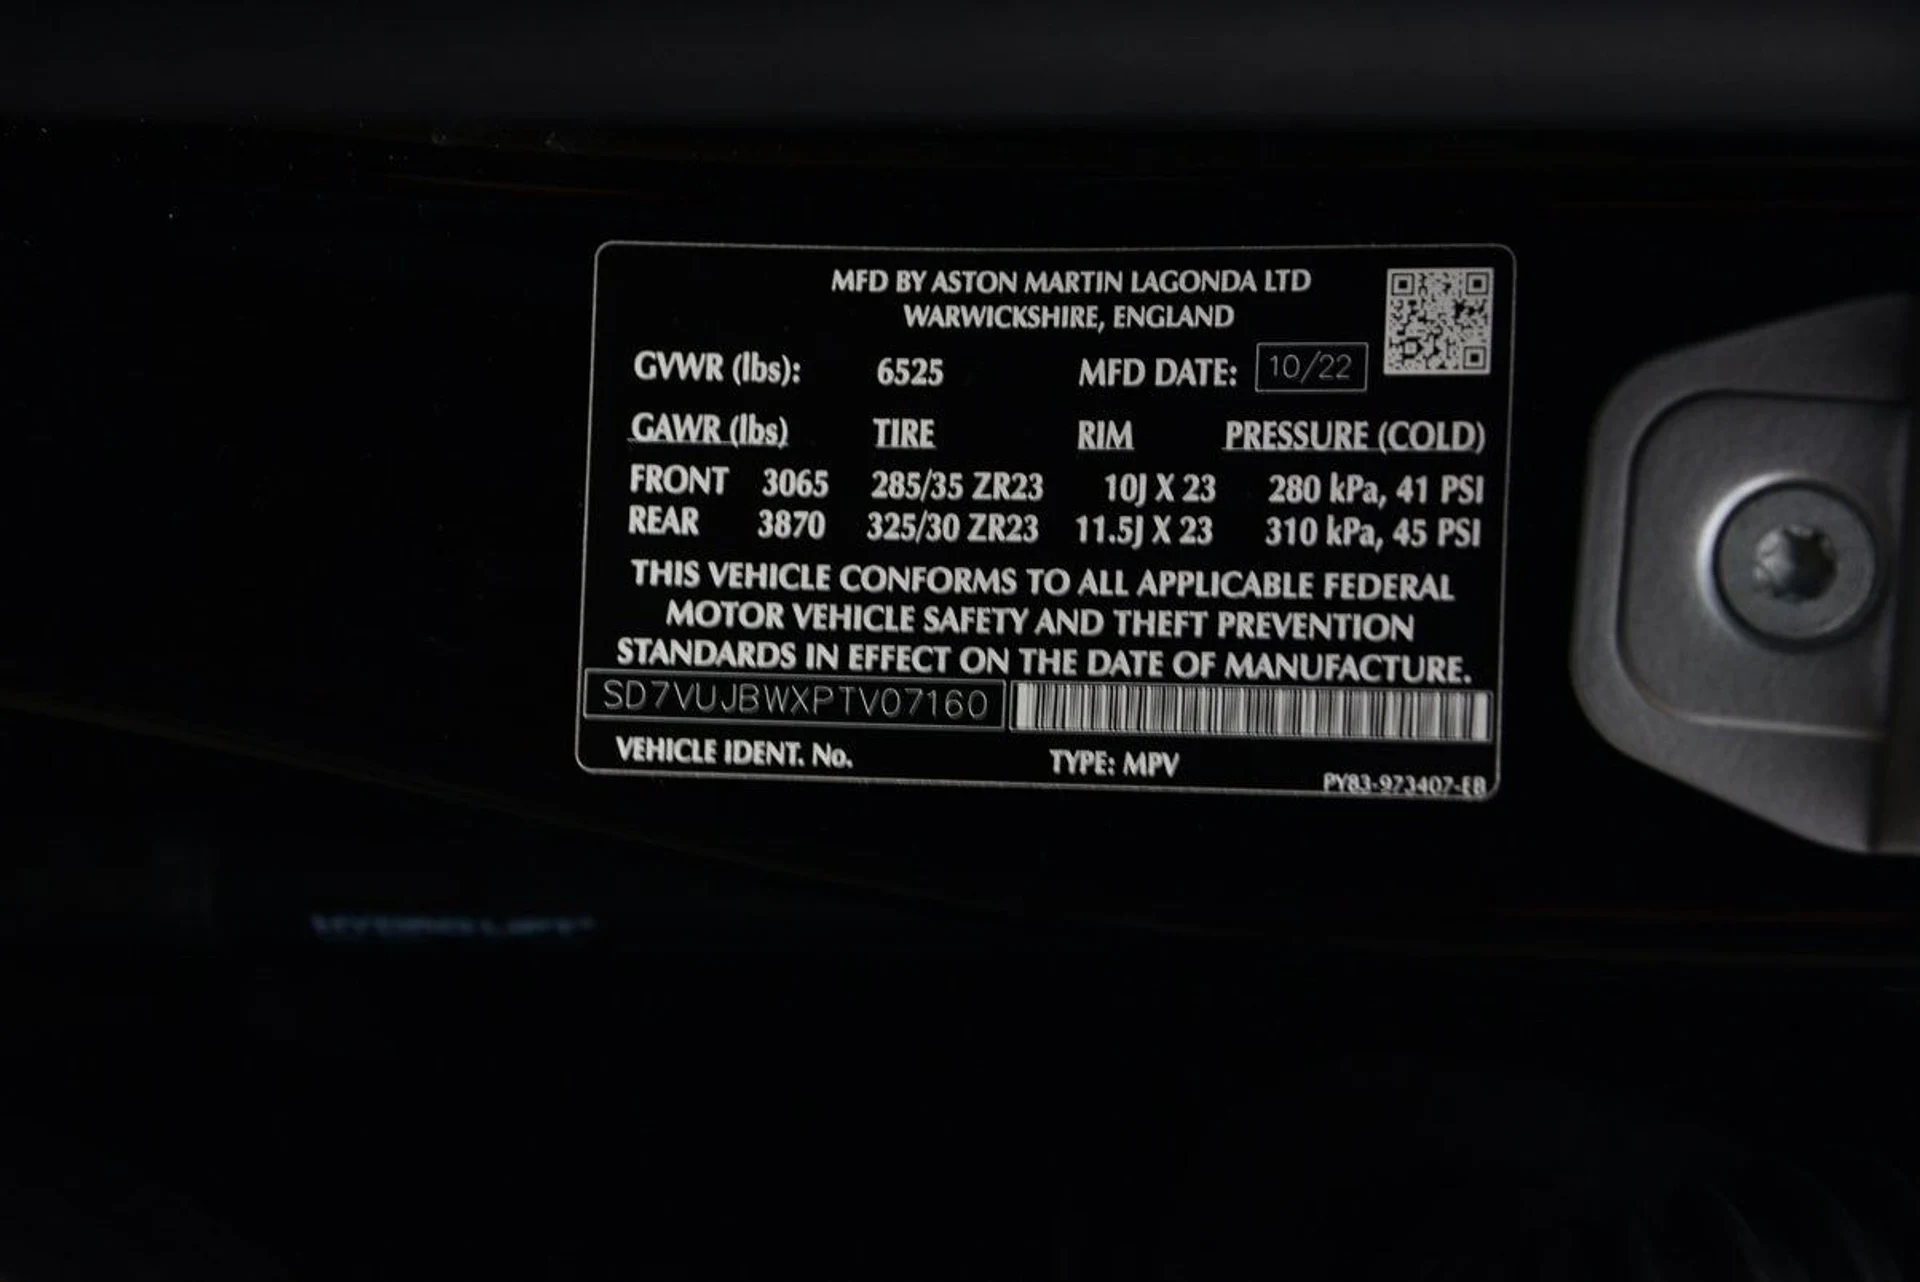 MFD BY ASTON MARTIN LAGONDA LTD
WARWICKSHIRE, ENGLAND
GVWR (lbs): 6525 MFD DATE: 10/22
GAWR (lbs) TIRE RIM PRESSURE (COLD)
FRONT 3065 285/35 ZR23 10J X 23 280 kPa, 41 PSI
REAR 3870 325/30 ZR23 11.5J X 23 310 kPa, 45 PSI
THIS VEHICLE CONFORMS TO ALL APPLICABLE FEDERAL
MOTOR VEHICLE SAFETY AND THEFT PREVENTION
STANDARDS IN EFFECT ON THE DATE OF MANUFACTURE.
SD7VUJBWXPTV07160
VEHICLE IDENT. No. TYPE: MPV
PY83-973407-EB